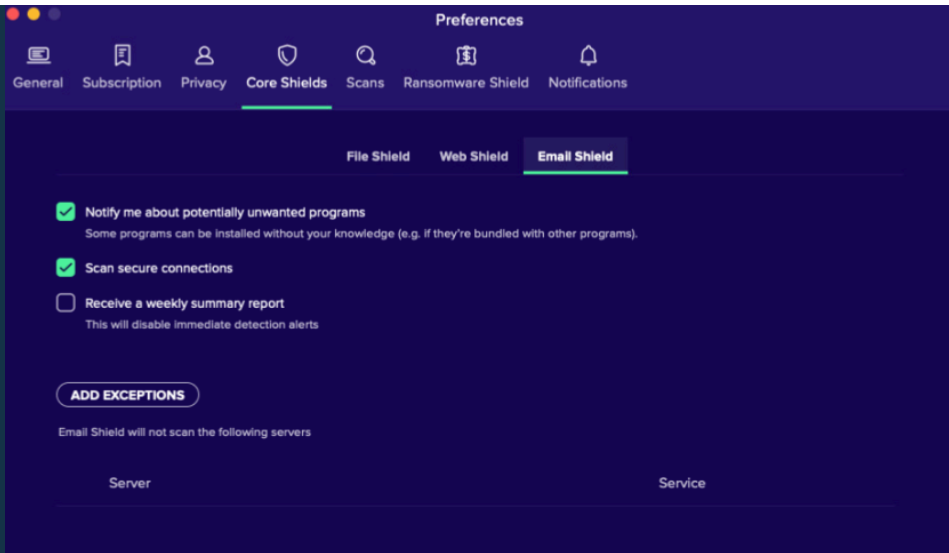 Preferences
General Subscription Privacy Core Shields Scans Ransomware Shield Notifications
File Shield Web Shield Email Shield
Notify me about potentially unwanted programs
Some programs can be installed without your knowledge (e.g. if they're bundled with other programs).
Scan secure connections
Receive a weekly summary report
This will disable immediate detection alerts
ADD EXCEPTIONS
Email Shield will not scan the following servers
Server Service